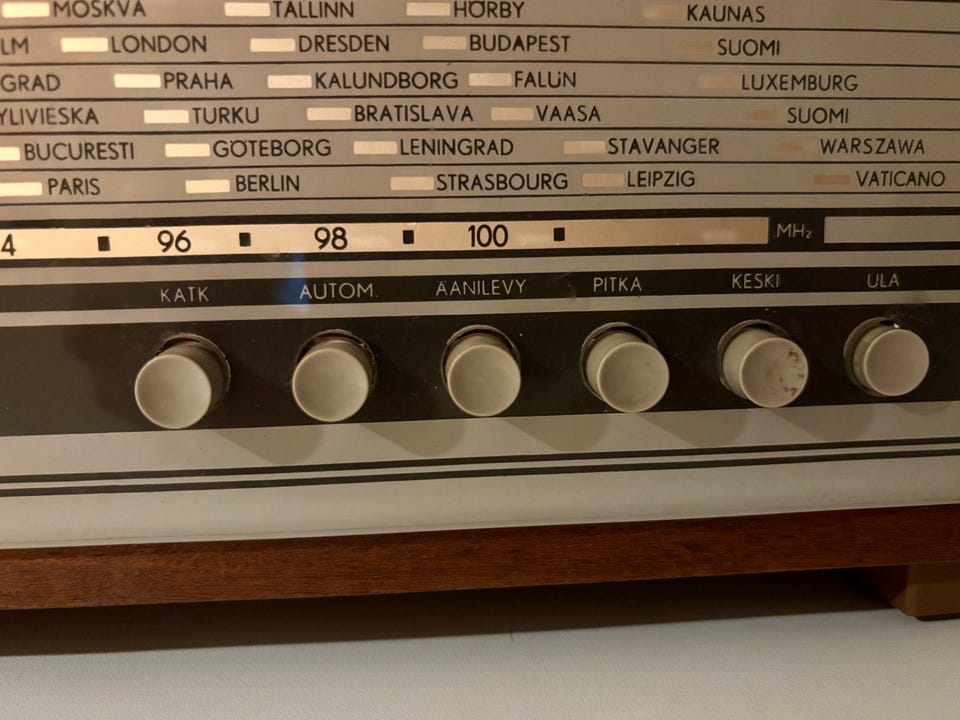 MOSKVA TALLINN HÖRBY KAUNAS
LM LONDON DRESDEN BUDAPEST SUOMI
GRAD PRAHA KALUNDBORG FALUN LUXEMBURG
YLIVIESKA TURKU BRATISLAVA VAASA SUOMI
BUCURESTI GÖTEBORG LENINGRAD STAVANGER WARSZAWA
PARIS BERLIN STRASBOURG LEIPZIG VATICANO
4 96 98 100 MHz
KATK AUTOM. ÄÄNILEVY PITKA KESKI ULA